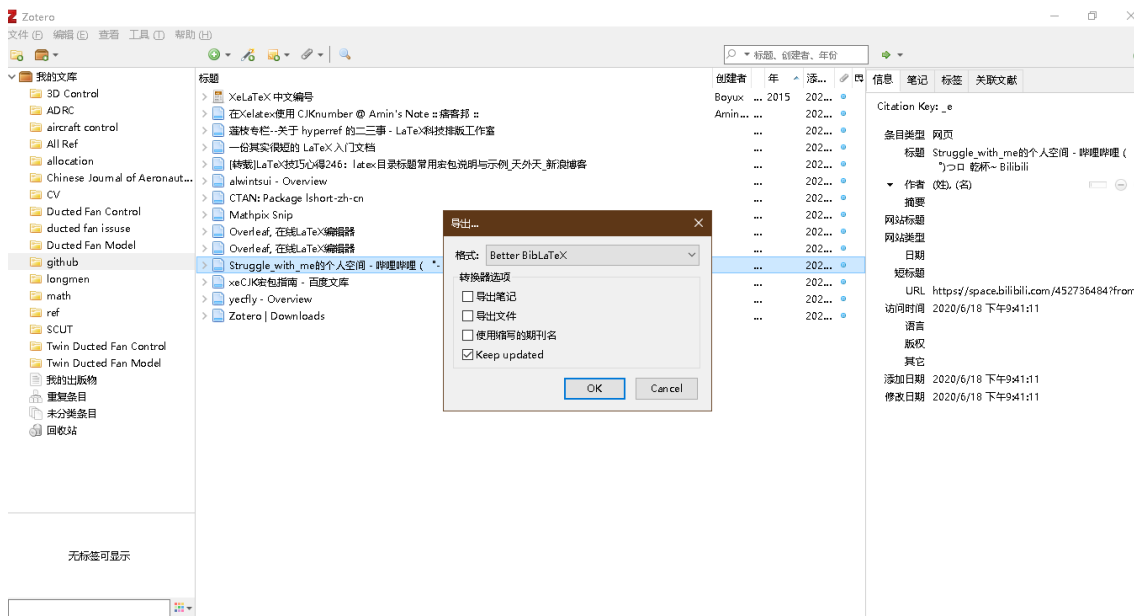 Zotero
文件(F) 编辑(E) 查看 工具(T) 帮助(H)
标题、创建者、年份
我的文库
3D Control
ADRC
aircraft control
All Ref
allocation
Chinese Journal of Aeronaut...
CV
Ducted Fan Control
ducted fan issuse
Ducted Fan Model
github
longmen
math
ref
SCUT
Twin Ducted Fan Control
Twin Ducted Fan Model
我的出版物
重复条目
未分类条目
回收站
无标签可显示
标题 创建者 年 添...
XeLaTeX 中文编号 Boyux ... 2015 202...
在Xelatex使用 CJKnumber @ Amin's Note :: 痞客邦 :: Amin... ... 202...
莲枝专栏--关于 hyperref 的二三事 - LaTeX科技排版工作室 ... 202...
一份其实很短的 LaTeX 入门文档 ... 202...
[转载]LaTeX技巧心得246：latex目录标题常用宏包说明与示例_天外天_新浪博客 ... 202...
alwintsui - Overview ... 202...
CTAN: Package lshort-zh-cn ... 202...
Mathpix Snip ... 202...
Overleaf, 在线LaTeX编辑器 ... 202...
Overleaf, 在线LaTeX编辑器 ... 202...
Struggle_with_me的个人空间 - 哔哩哔哩 ( ゜- ... 202...
xeCJK宏包指南 - 百度文库 ... 202...
yecfly - Overview ... 202...
Zotero | Downloads ... 202...
导出...
格式: Better BibLaTeX
转换器选项
导出笔记
导出文件
使用缩写的期刊名
Keep updated
OK Cancel
信息 笔记 标签 关联文献
Citation Key: _e
条目类型 网页
标题 Struggle_with_me的个人空间 - 哔哩哔哩 (
゜)つロ 乾杯~ Bilibili
作者 (姓), (名)
摘要
网站标题
网站类型
日期
短标题
URL https://space.bilibili.com/452736484?from
访问时间 2020/6/18 下午9:41:11
语言
版权
其它
添加日期 2020/6/18 下午9:41:11
修改日期 2020/6/18 下午9:41:11